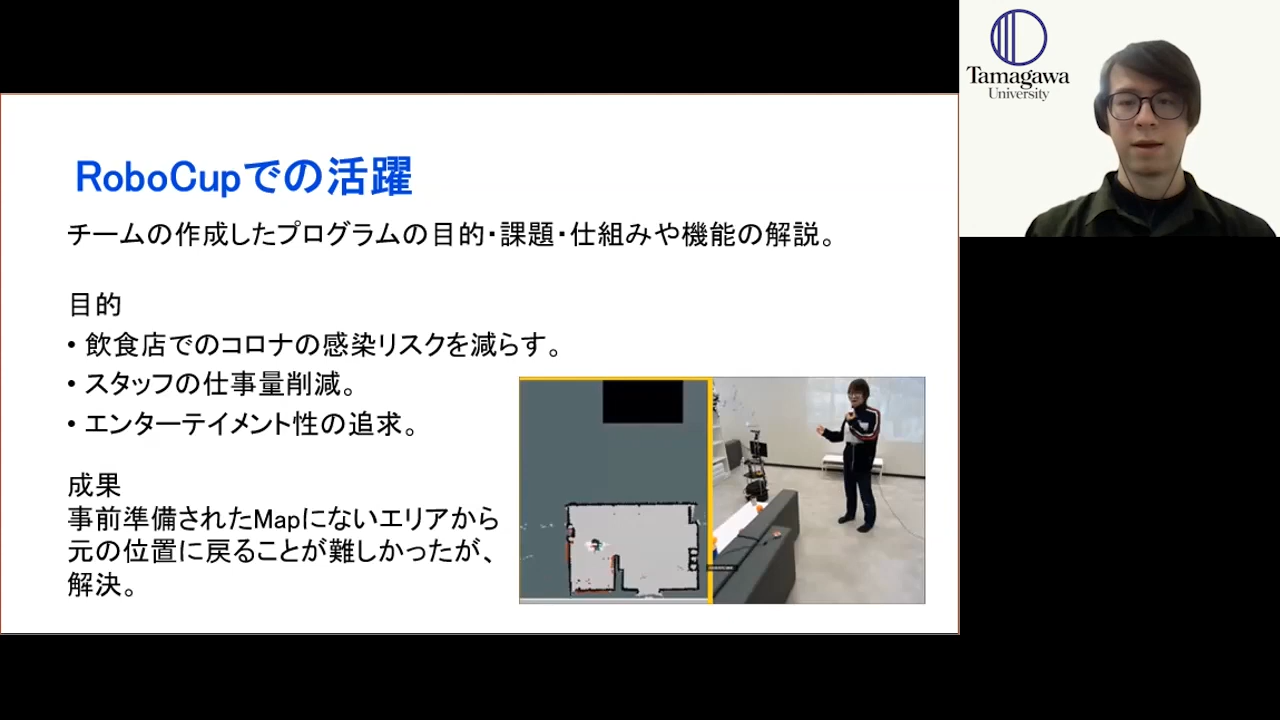 RoboCupでの活躍
チームの作成したプログラムの目的・課題・仕組みや機能の解説。
目的
• 飲食店でのコロナの感染リスクを減らす。
• スタッフの仕事量削減。
• エンターテイメント性の追求。
成果
事前準備されたMapにないエリアから
元の位置に戻ることが難しかったが、
解決。
Tamagawa
University